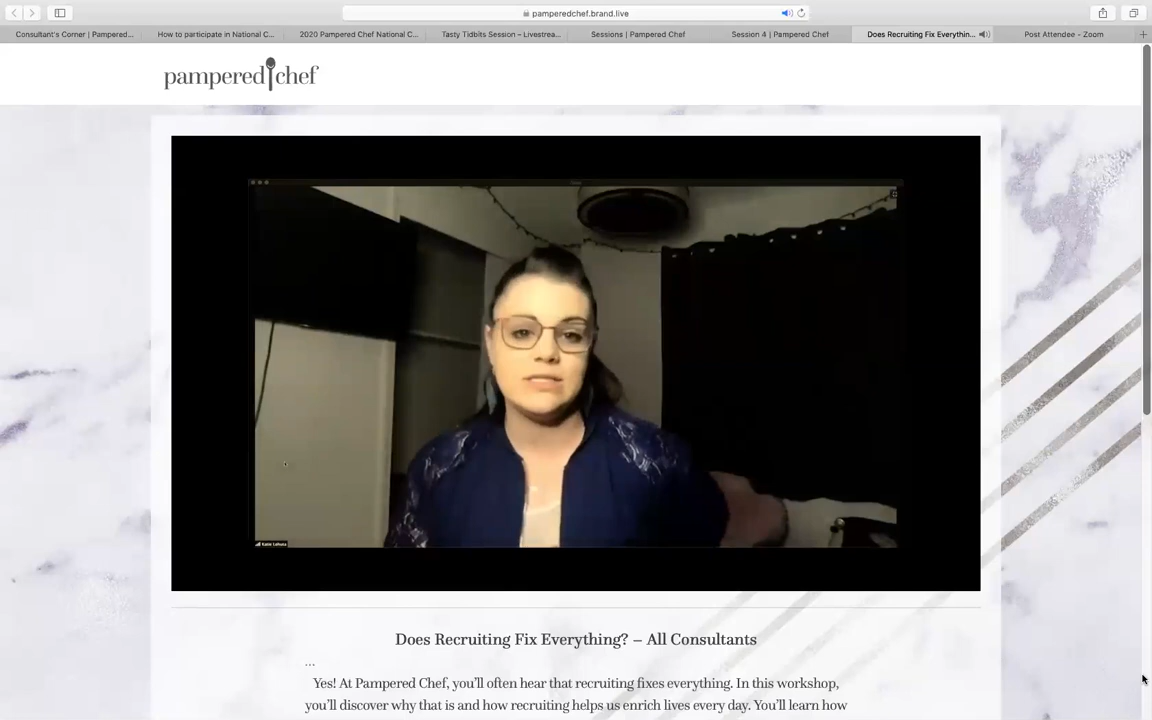 pamperedchef.brand.live
Consultant's Corner | Pampered...
How to participate in National C...
2020 Pampered Chef National C...
Tasty Tidbits Session – Livestrea...
Sessions | Pampered Chef
Session 4 | Pampered Chef
Does Recruiting Fix Everythin...
Post Attendee - Zoom
pampered chef
Does Recruiting Fix Everything? – All Consultants
...
Yes! At Pampered Chef, you'll often hear that recruiting fixes everything. In this workshop,
you'll discover why that is and how recruiting helps us enrich lives every day. You'll learn how